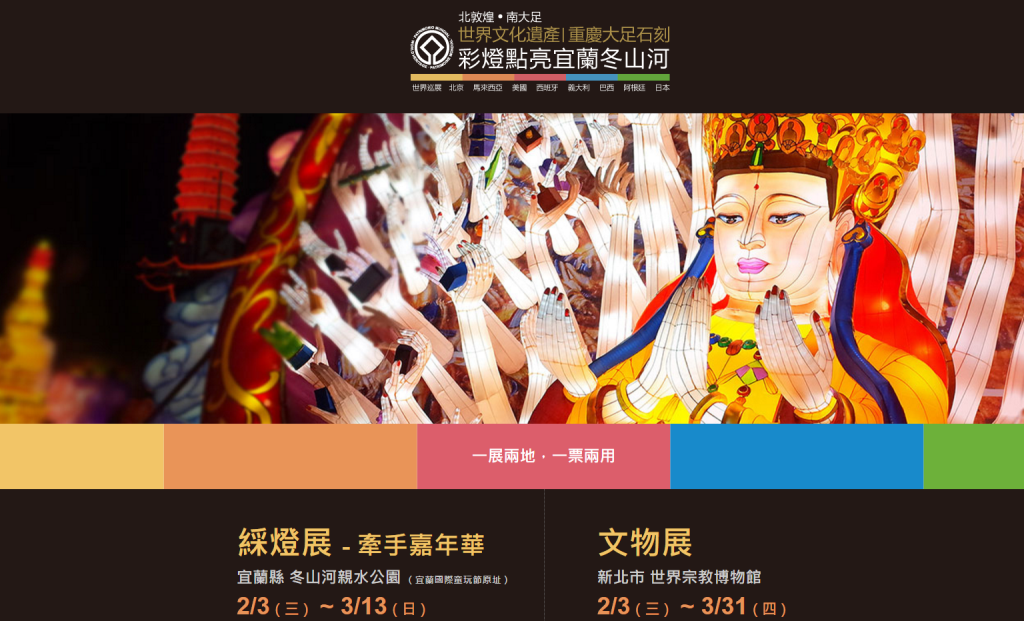 北敦煌•南大足
世界文化遺產|重慶大足石刻
彩燈點亮宜蘭冬山河
世界巡展 北京 馬來西亞 美國 西班牙 義大利 巴西 阿根廷 日本
一展兩地，一票兩用
綵燈展 - 牽手嘉年華
宜蘭縣 冬山河親水公園 （宜蘭國際童玩節原址）
2/3（三）~ 3/13（日）
文物展
新北市 世界宗教博物館
2/3（三）~ 3/31（四）